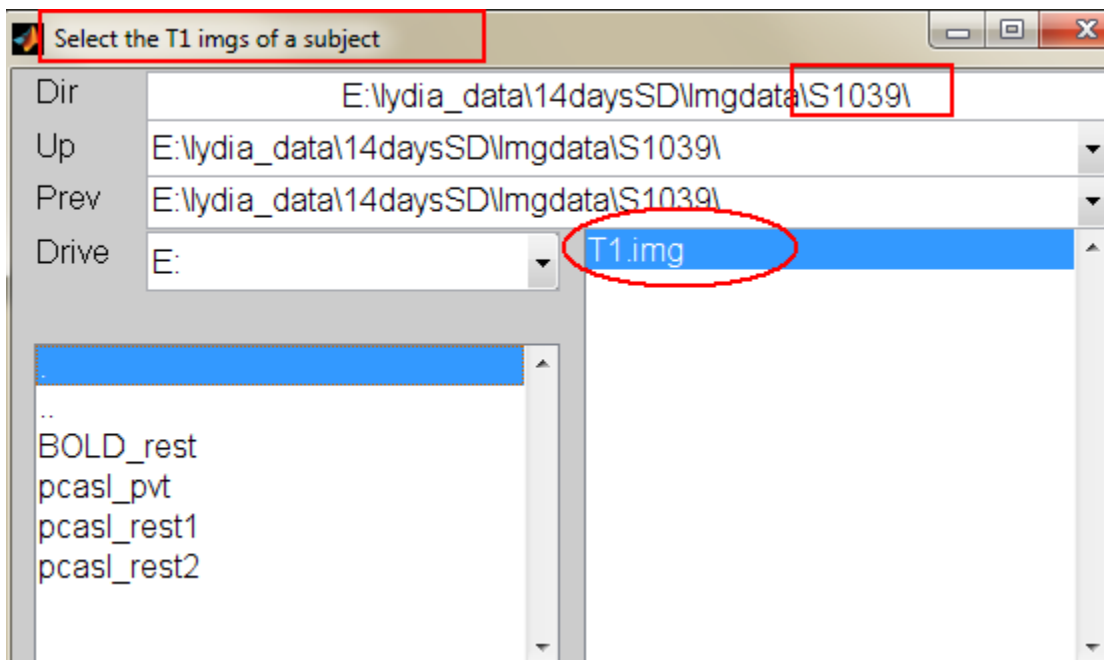 Select the T1 imgs of a subject
Dir E:\lydia_data\14daysSD\Imgdata\S1039\
Up E:\lydia_data\14daysSD\Imgdata\S1039\
Prev E:\lydia_data\14daysSD\Imgdata\S1039\
Drive E:
T1.img
.
..
BOLD_rest
pcasl_pvt
pcasl_rest1
pcasl_rest2